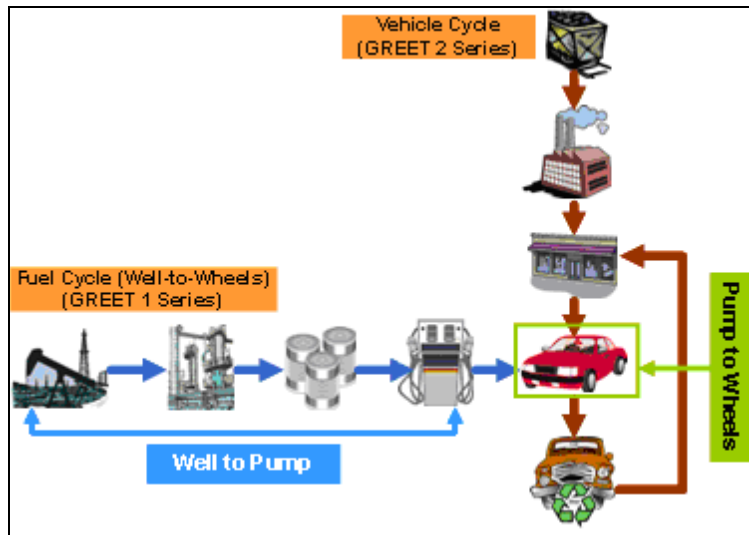 Vehicle Cycle
(GREET 2 Series)
Fuel Cycle (Well-to-Wheels)
(GREET 1 Series)
Well to Pump
Pump to Wheels